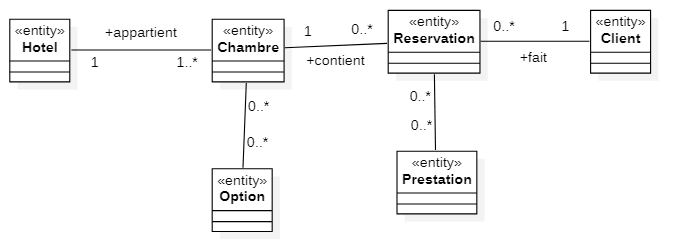 «entity»
Hotel
+appartient
1
1..*
«entity»
Chambre
1
0..*
+contient
«entity»
Reservation
0..*
1
+fait
«entity»
Client
0..*
0..*
«entity»
Option
0..*
0..*
«entity»
Prestation